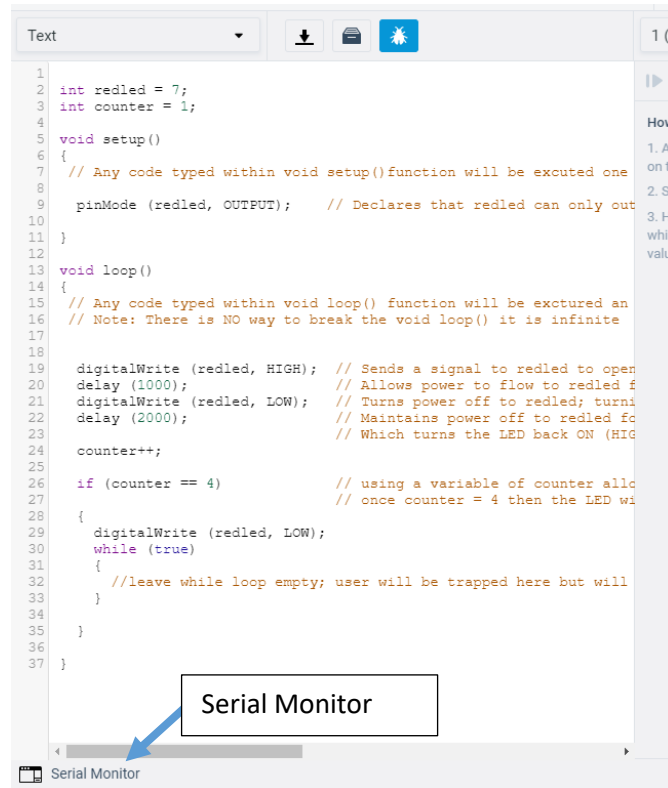 Text
1 (
1
2 int redled = 7;
3 int counter = 1;
4
5 void setup()
6 {
7 // Any code typed within void setup()function will be excuted one
8
9 pinMode (redled, OUTPUT); // Declares that redled can only out
10
11 }
12
13 void loop()
14 {
15 // Any code typed within void loop() function will be exctured an
16 // Note: There is NO way to break the void loop() it is infinite
17
18
19 digitalWrite (redled, HIGH); // Sends a signal to redled to open
20 delay (1000); // Allows power to flow to redled f
21 digitalWrite (redled, LOW); // Turns power off to redled; turni
22 delay (2000); // Maintains power off to redled fo
23 // Which turns the LED back ON (HIG
24 counter++;
25
26 if (counter == 4) // using a variable of counter allo
27 // once counter = 4 then the LED wi
28 {
29 digitalWrite (redled, LOW);
30 while (true)
31 {
32 //leave while loop empty; user will be trapped here but will
33 }
34
35 }
36
37 }
How
1. A
on t
2. S
3. H
whi
valu
Serial Monitor
Serial Monitor